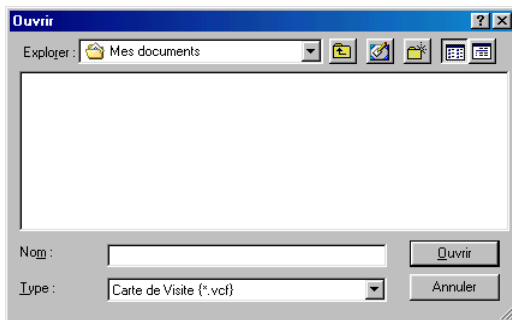 Ouvrir
Explorer : Mes documents
Nom : Ouvrir
Type : Carte de Visite {*.vcf} Annuler